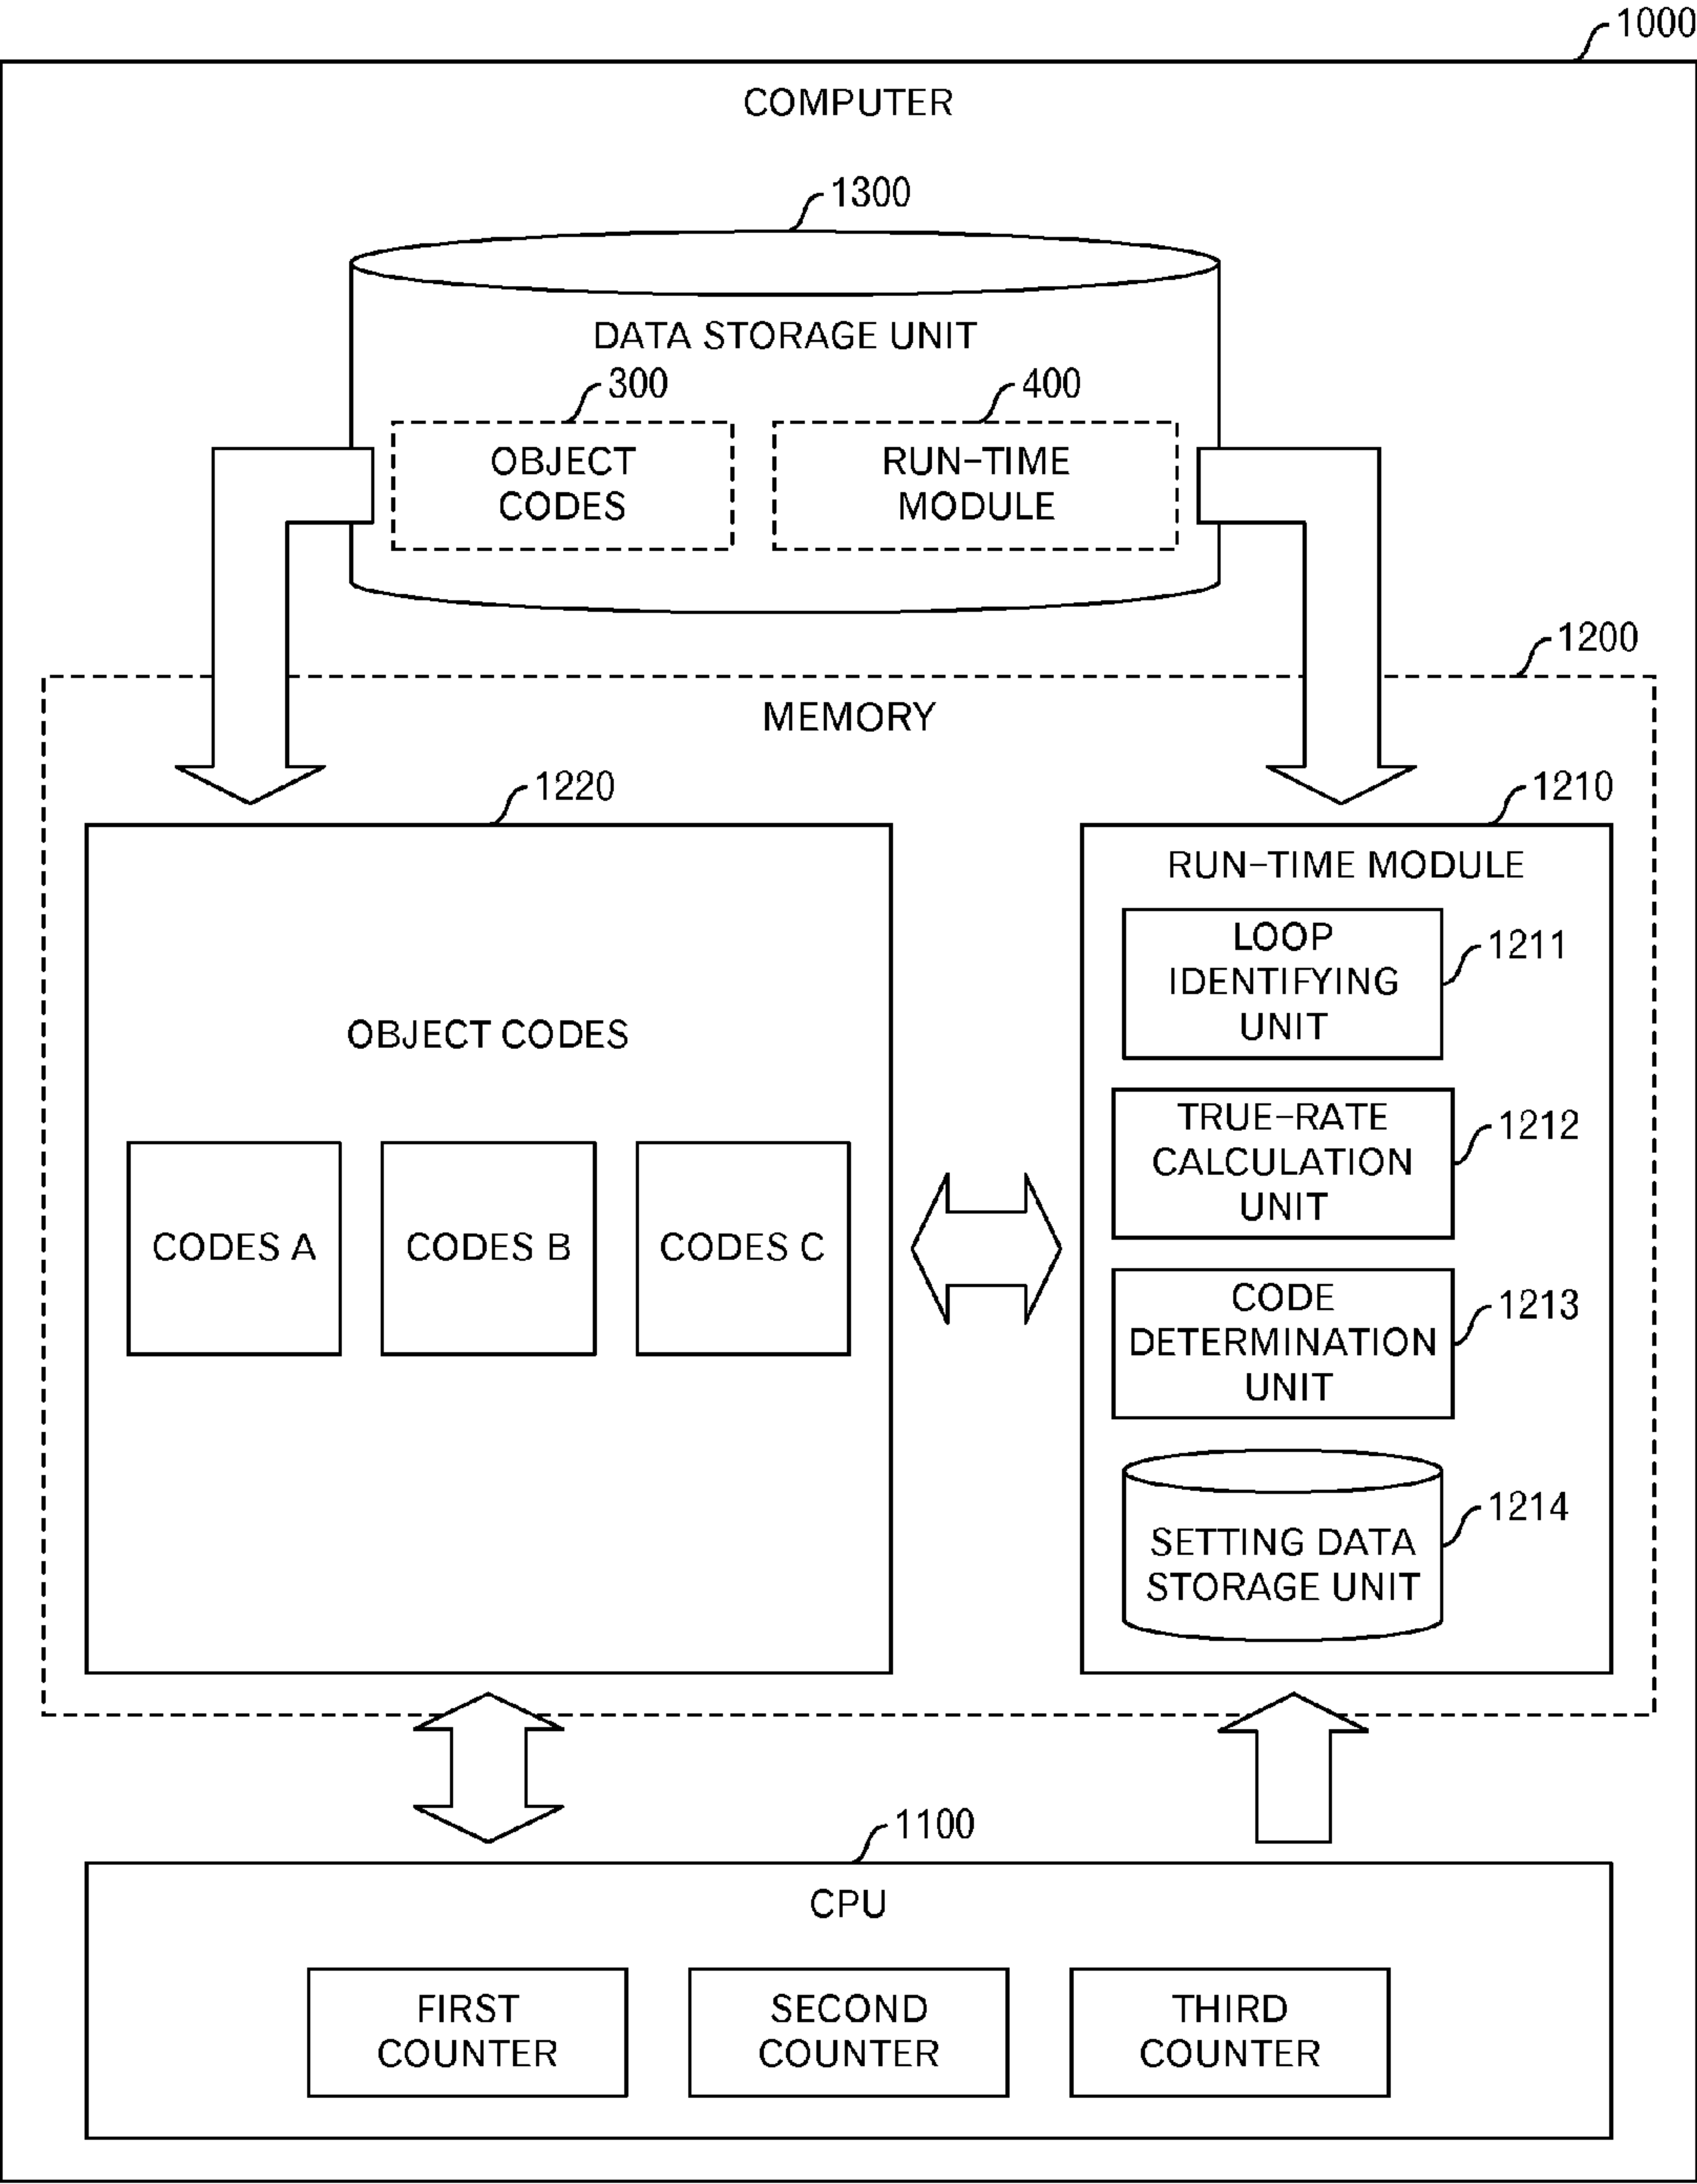 1000
COMPUTER
1300
DATA STORAGE UNIT
300
400
OBJECT
CODES
RUN-TIME
MODULE
1200
MEMORY
1220
1210
OBJECT CODES
CODES A
CODES B
CODES C
RUN-TIME MODULE
LOOP
IDENTIFYING
UNIT
1211
TRUE-RATE
CALCULATION
UNIT
1212
CODE
DETERMINATION
UNIT
1213
SETTING DATA
STORAGE UNIT
1214
1100
CPU
FIRST
COUNTER
SECOND
COUNTER
THIRD
COUNTER